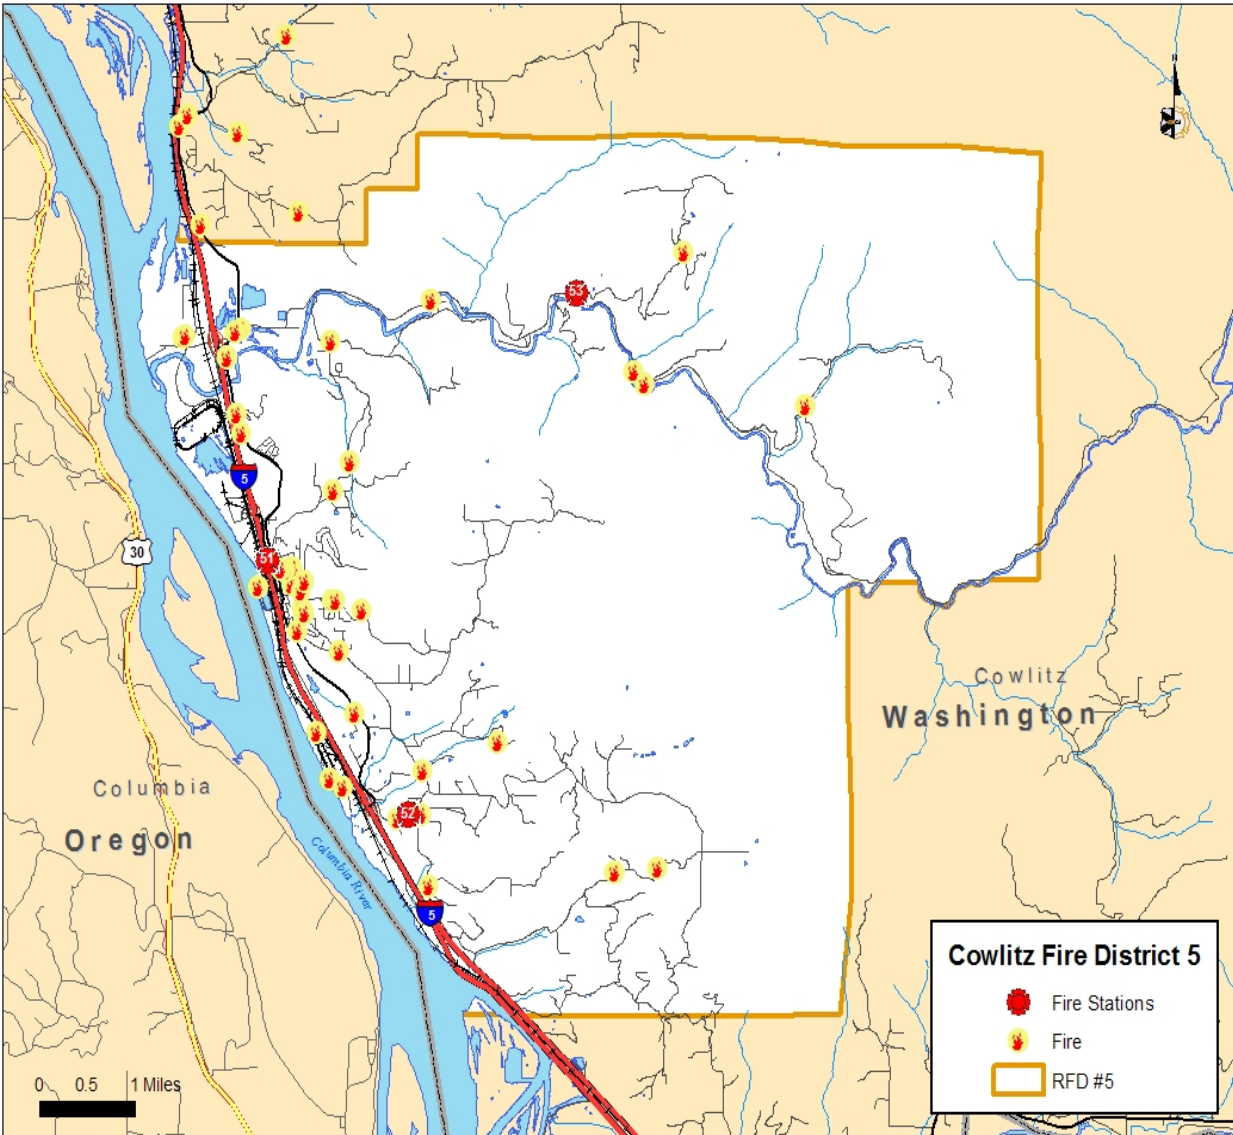 53
5
30
51
Cowlitz
Washington
Columbia
Oregon
52
Columbia River
5
Cowlitz Fire District 5
Fire Stations
Fire
RFD #5
0 0.5 1 Miles